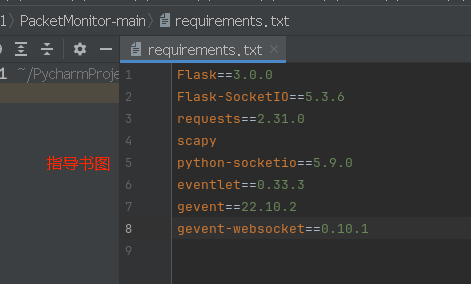 1) PacketMonitor-main requirements.txt
requirements.txt
1 ~/PycharmProje
指导书图
1 Flask==3.0.0
2 Flask-SocketIO==5.3.6
3 requests==2.31.0
4 scapy
5 python-socketio==5.9.0
6 eventlet==0.33.3
7 gevent==22.10.2
8 gevent-websocket==0.10.1
9